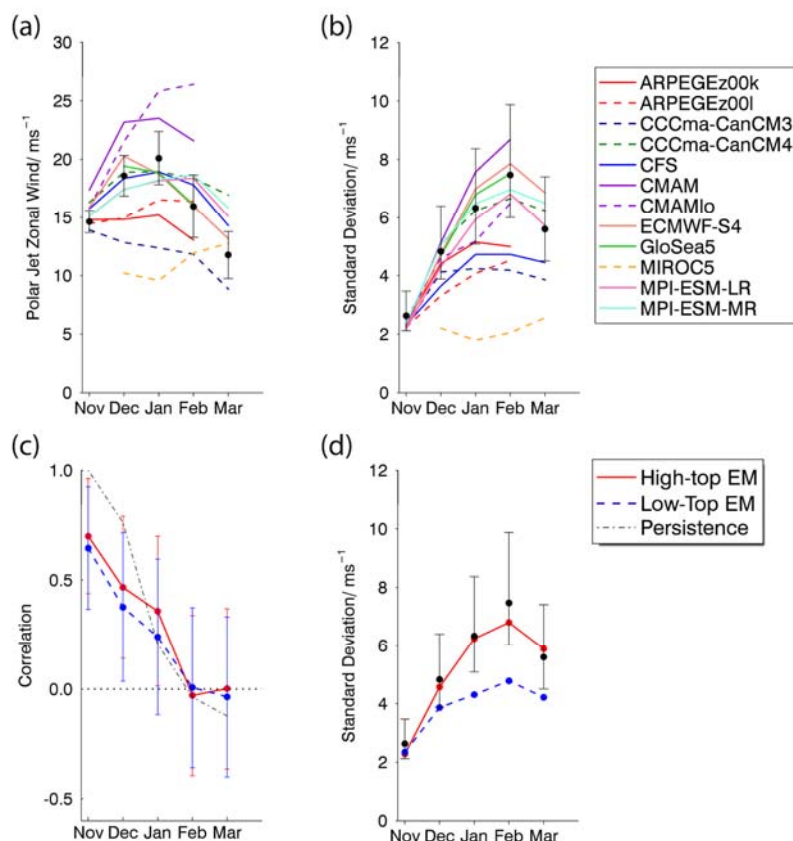 (a)
30
25
20
15
10
5
0
Polar Jet Zonal Wind/ ms⁻¹
Nov Dec Jan Feb Mar
(b)
12
10
8
6
4
2
0
Standard Deviation/ ms⁻¹
Nov Dec Jan Feb Mar
ARPEGEz00k
ARPEGEz00l
CCCma-CanCM3
CCCma-CanCM4
CFS
CMAM
CMAMlo
ECMWF-S4
GloSea5
MIROC5
MPI-ESM-LR
MPI-ESM-MR
(c)
1.0
0.5
0.0
-0.5
Correlation
Nov Dec Jan Feb Mar
(d)
12
10
8
6
4
2
0
Standard Deviation/ ms⁻¹
Nov Dec Jan Feb Mar
High-top EM
Low-Top EM
Persistence